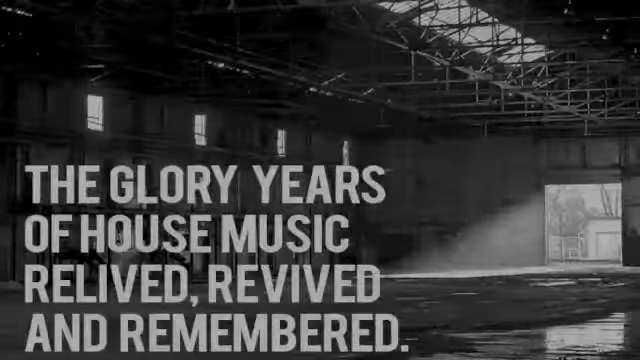 THE GLORY YEARS
OF HOUSE MUSIC
RELIVED, REVIVED
AND REMEMBERED.